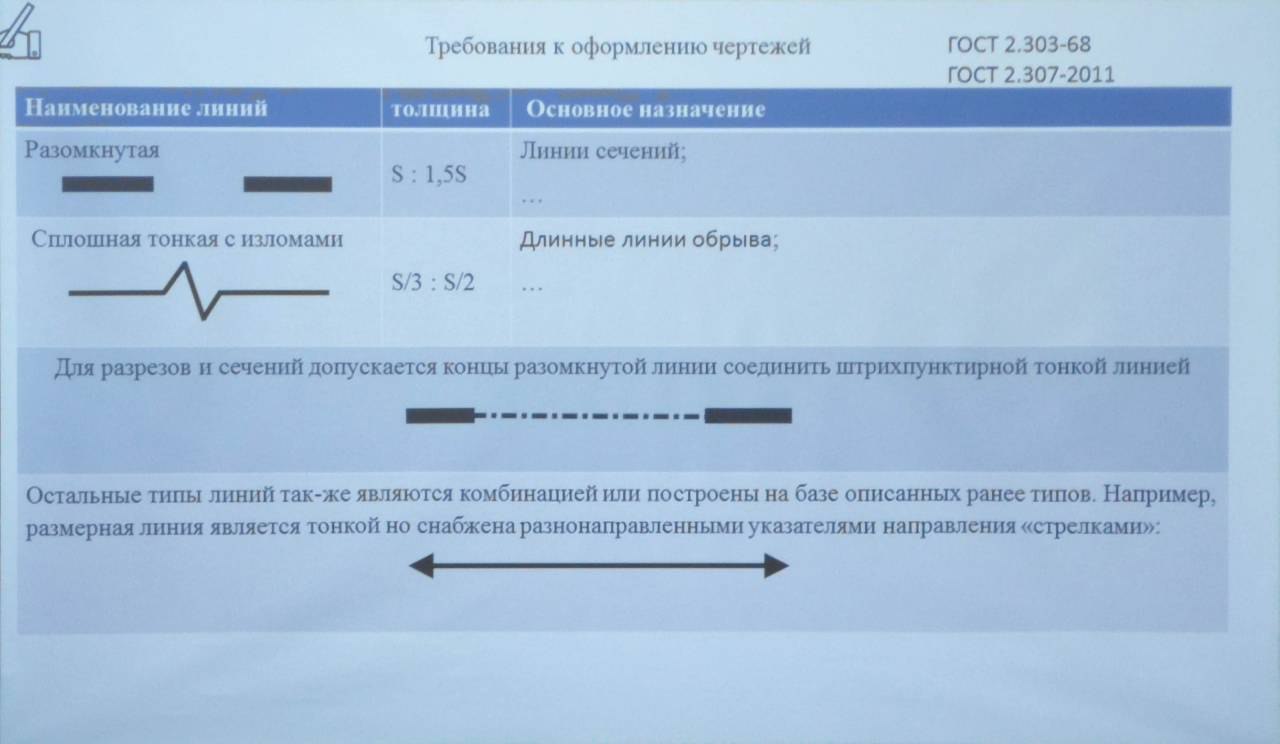 Требования к оформлению чертежей
ГОСТ 2.303-68
ГОСТ 2.307-2011
Наименование линий
толщина
Основное назначение
Разомкнутая
S : 1,5S
Линии сечений;
…
Сплошная тонкая с изломами
S/3 : S/2
Длинные линии обрыва;
…
Для разрезов и сечений допускается концы разомкнутой линии соединить штрихпунктирной тонкой линией
Остальные типы линий так-же являются комбинацией или построены на базе описанных ранее типов. Например,
размерная линия является тонкой но снабжена разнонаправленными указателями направления «стрелками»: